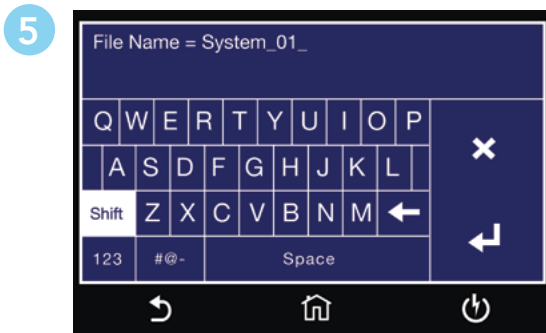 5
File Name = System_01_
Q W E R T Y U I O P
A S D F G H J K L
Shift Z X C V B N M
123 #@- Space